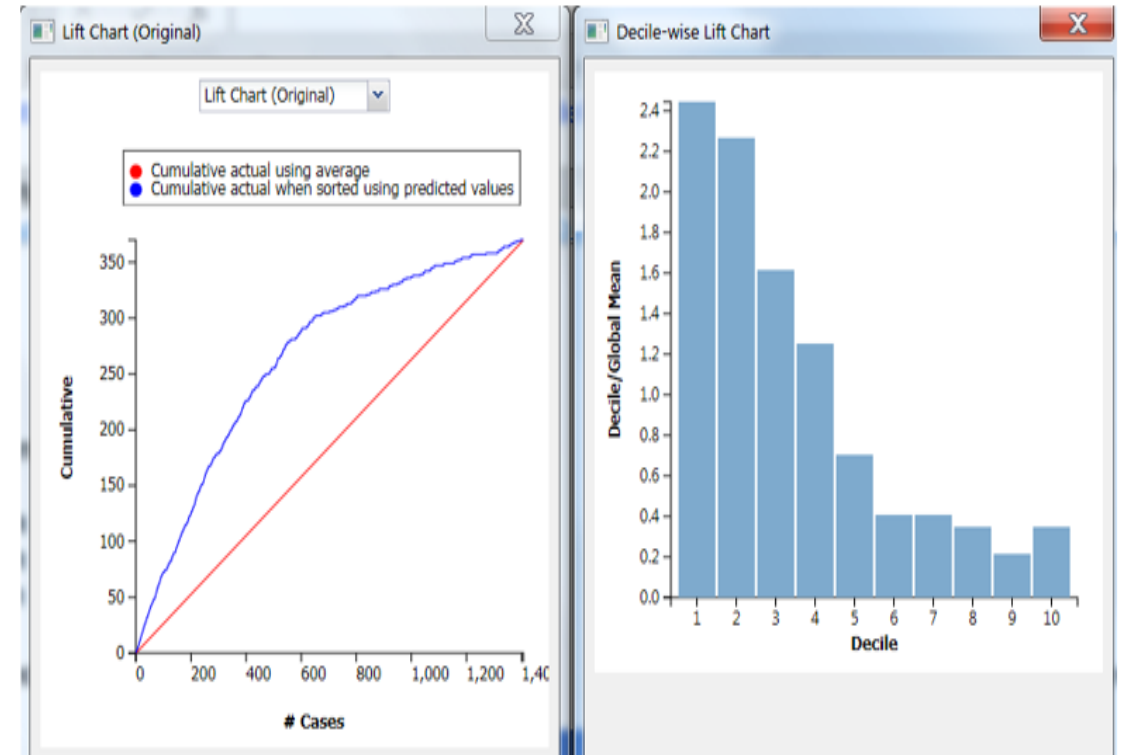 Lift Chart (Original)
Lift Chart (Original)
Cumulative actual using average
Cumulative actual when sorted using predicted values
350
300
250
200
150
100
50
0
Cumulative
0 200 400 600 800 1,000 1,200 1,40
# Cases
Decile-wise Lift Chart
2.4
2.2
2.0
1.8
1.6
1.4
1.2
1.0
0.8
0.6
0.4
0.2
0.0
Decile/Global Mean
1 2 3 4 5 6 7 8 9 10
Decile